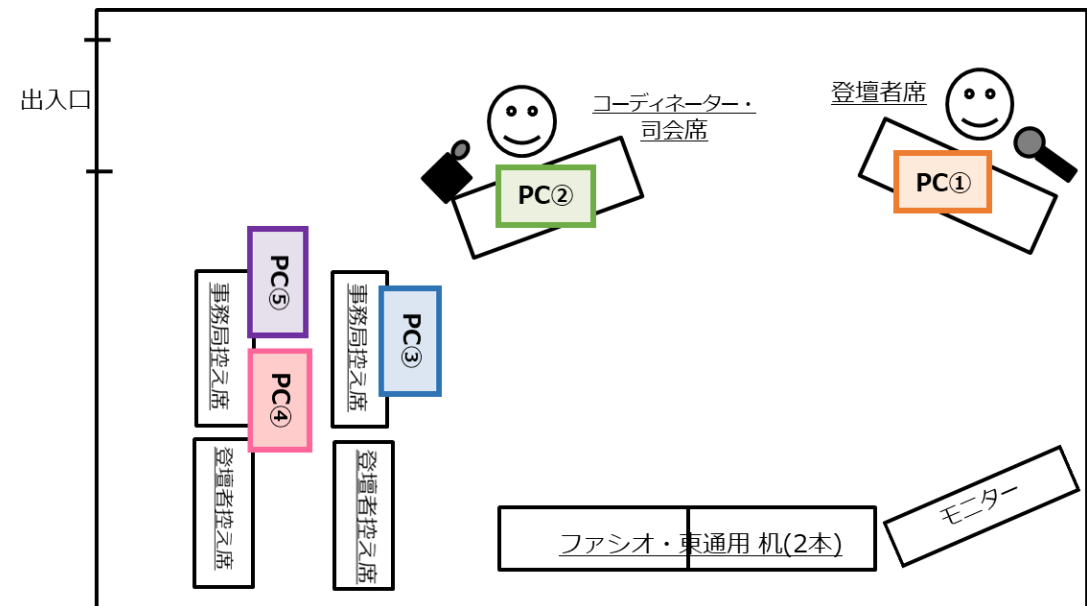 出入口
コーディネーター・
司会席
登壇者席
PC②
PC①
PC⑤
事務局控え席
PC④
事務局控え席
PC③
登壇者控え席
登壇者控え席
ファシオ・東通用 机(2本)
モニター